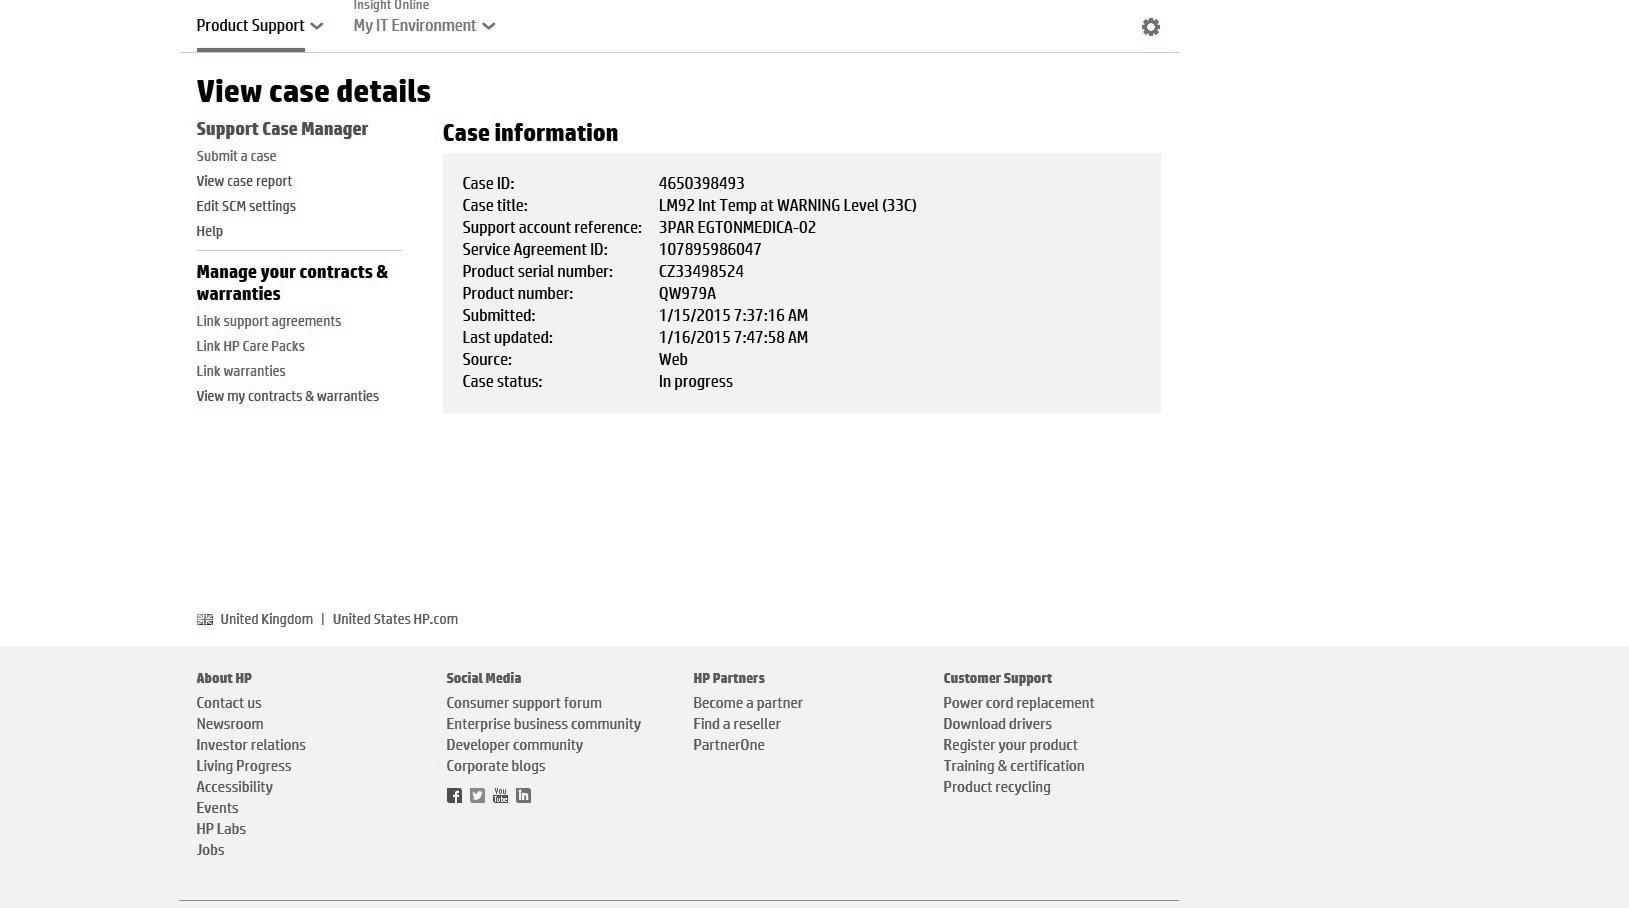 Insight Online
Product Support
My IT Environment
View case details
Support Case Manager
Submit a case
View case report
Edit SCM settings
Help
Manage your contracts &
warranties
Link support agreements
Link HP Care Packs
Link warranties
View my contracts & warranties
Case information
Case ID: 4650398493
Case title: LM92 Int Temp at WARNING Level (33C)
Support account reference: 3PAR EGTONMEDICA-02
Service Agreement ID: 107895986047
Product serial number: CZ33498524
Product number: QW979A
Submitted: 1/15/2015 7:37:16 AM
Last updated: 1/16/2015 7:47:58 AM
Source: Web
Case status: In progress
United Kingdom | United States HP.com
About HP
Contact us
Newsroom
Investor relations
Living Progress
Accessibility
Events
HP Labs
Jobs
Social Media
Consumer support forum
Enterprise business community
Developer community
Corporate blogs
You
Tube
HP Partners
Become a partner
Find a reseller
PartnerOne
Customer Support
Power cord replacement
Download drivers
Register your product
Training & certification
Product recycling